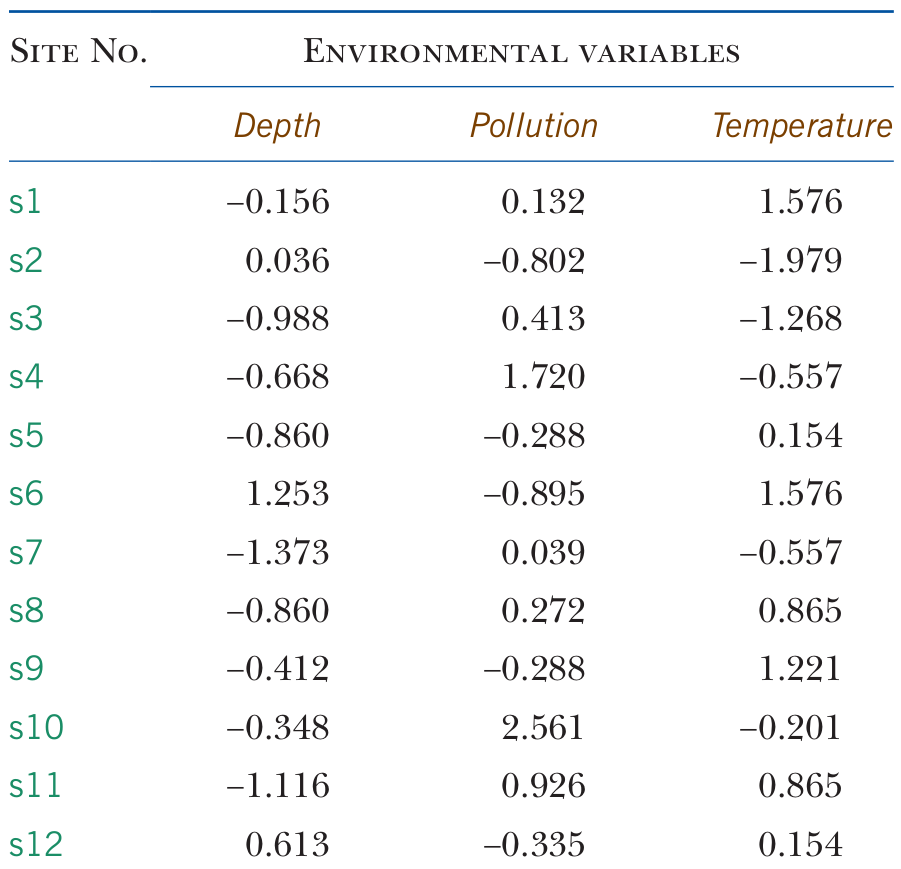 SITE NO. ENVIRONMENTAL VARIABLES
Depth Pollution Temperature
s1 –0.156 0.132 1.576
s2 0.036 –0.802 –1.979
s3 –0.988 0.413 –1.268
s4 –0.668 1.720 –0.557
s5 –0.860 –0.288 0.154
s6 1.253 –0.895 1.576
s7 –1.373 0.039 –0.557
s8 –0.860 0.272 0.865
s9 –0.412 –0.288 1.221
s10 –0.348 2.561 –0.201
s11 –1.116 0.926 0.865
s12 0.613 –0.335 0.154